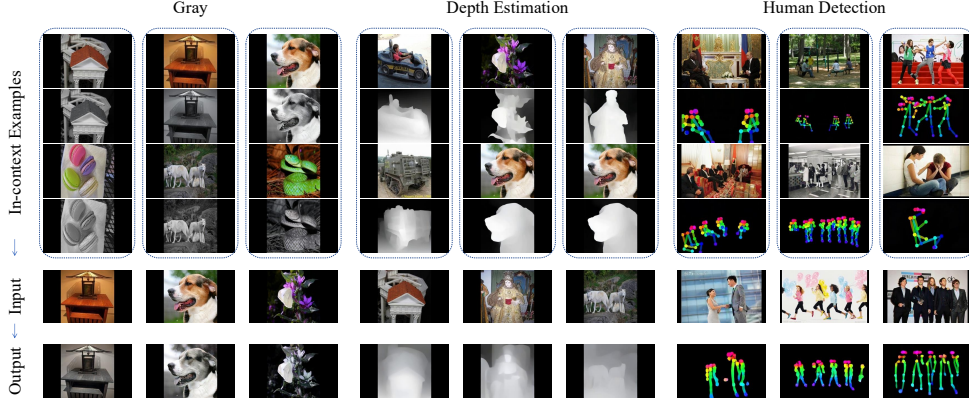 Gray
Depth Estimation
Human Detection
In-context Examples
Input
Output